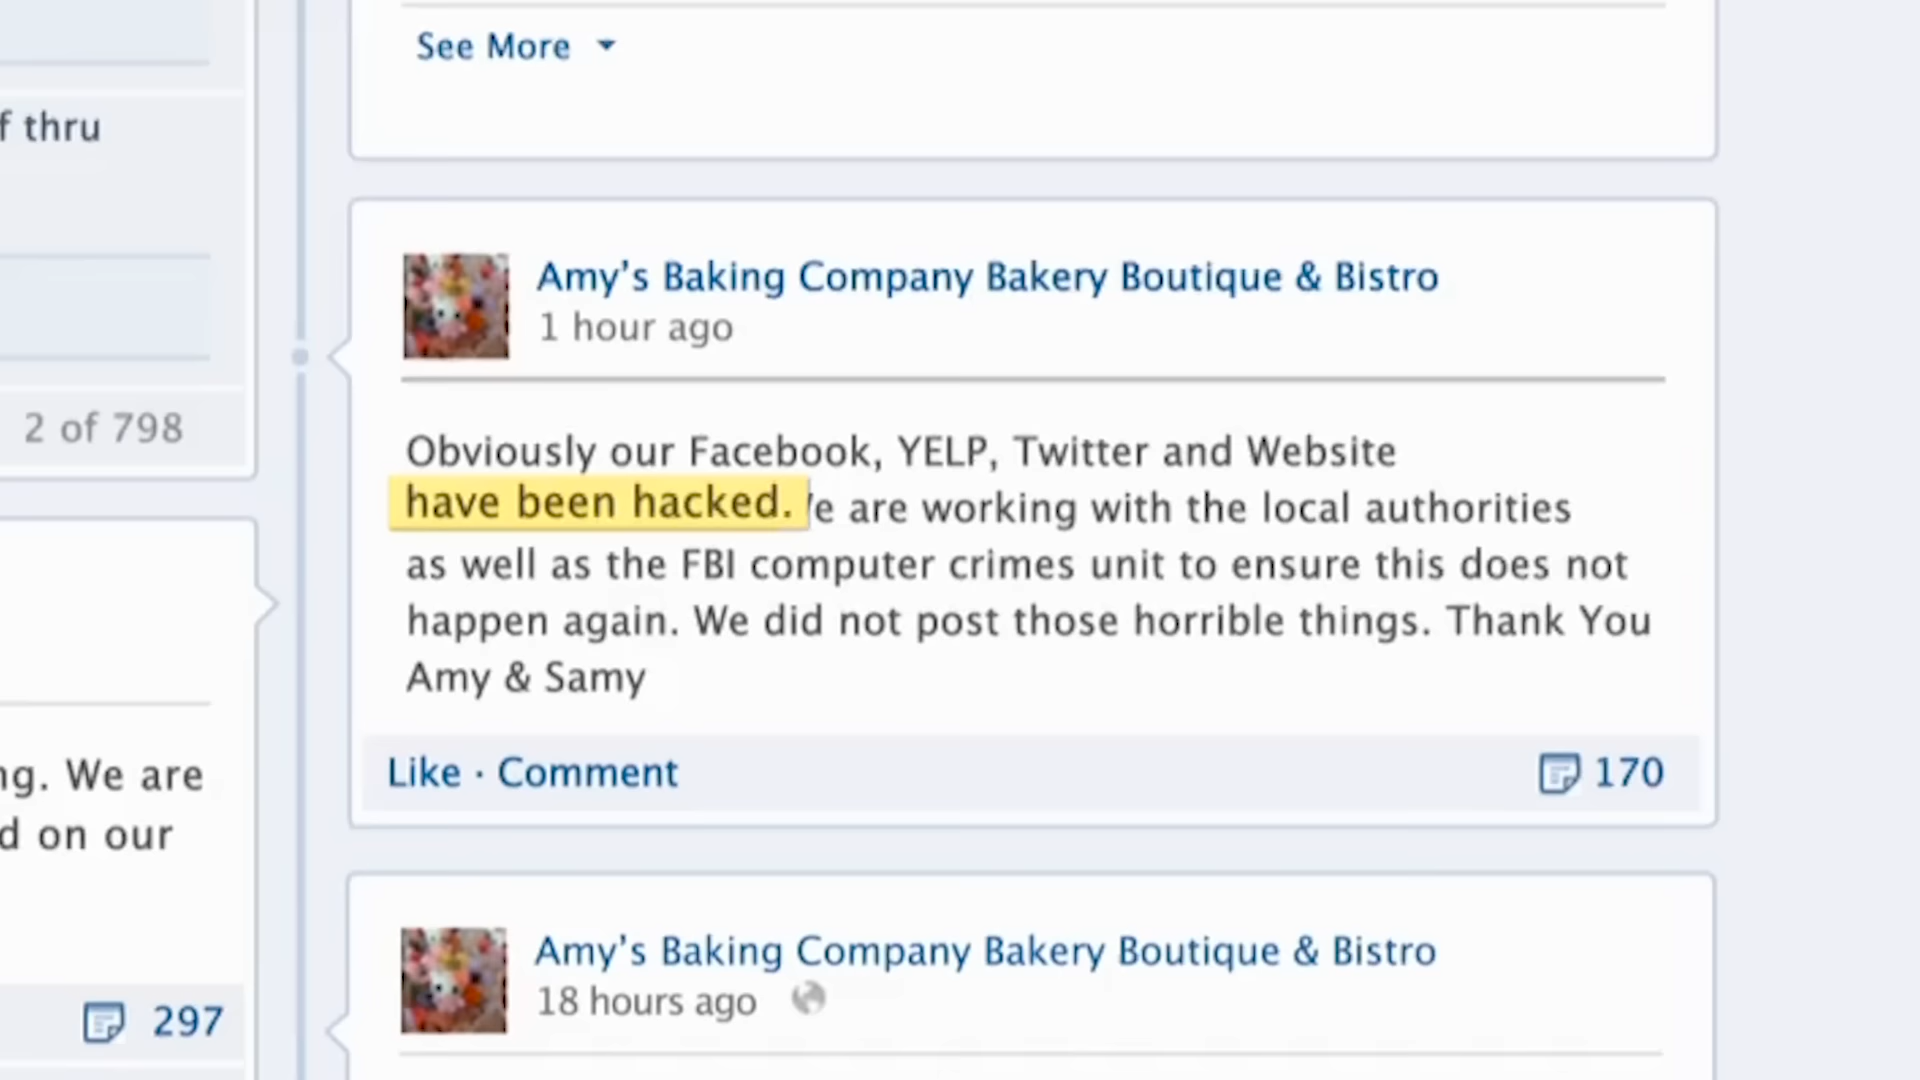 See More
f thru
2 of 798
Amy's Baking Company Bakery Boutique & Bistro
1 hour ago
Obviously our Facebook, YELP, Twitter and Website
have been hacked. e are working with the local authorities
as well as the FBI computer crimes unit to ensure this does not
happen again. We did not post those horrible things. Thank You
Amy & Samy
Like · Comment
170
ng. We are
d on our
297
Amy's Baking Company Bakery Boutique & Bistro
18 hours ago